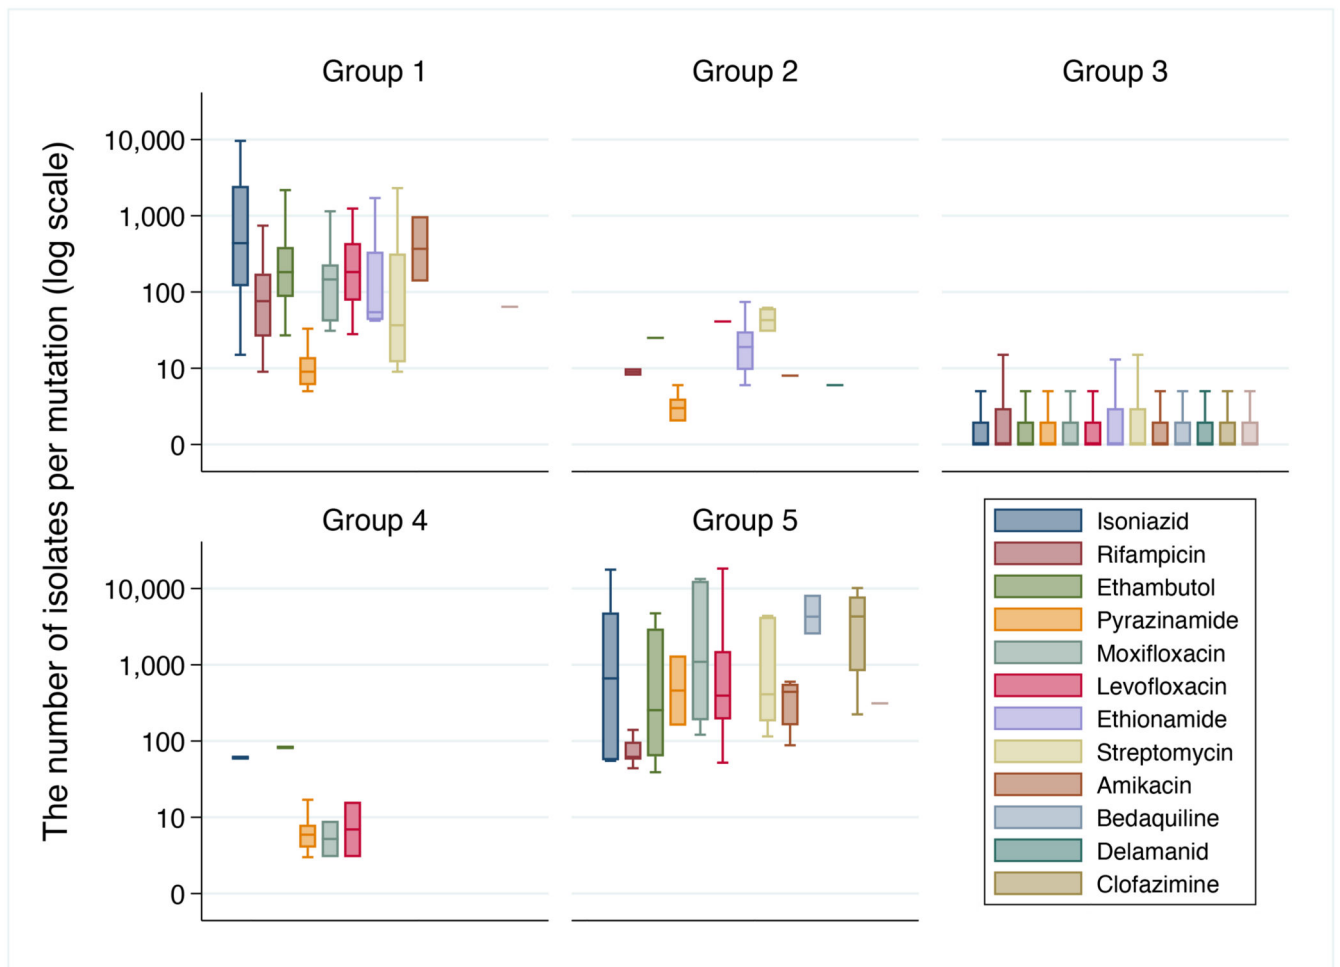 Group 1
Group 2
Group 3
The number of isolates per mutation (log scale)
10,000
1,000
100
10
0
Group 4
Group 5
10,000
1,000
100
10
0
Isoniazid
Rifampicin
Ethambutol
Pyrazinamide
Moxifloxacin
Levofloxacin
Ethionamide
Streptomycin
Amikacin
Bedaquiline
Delamanid
Clofazimine